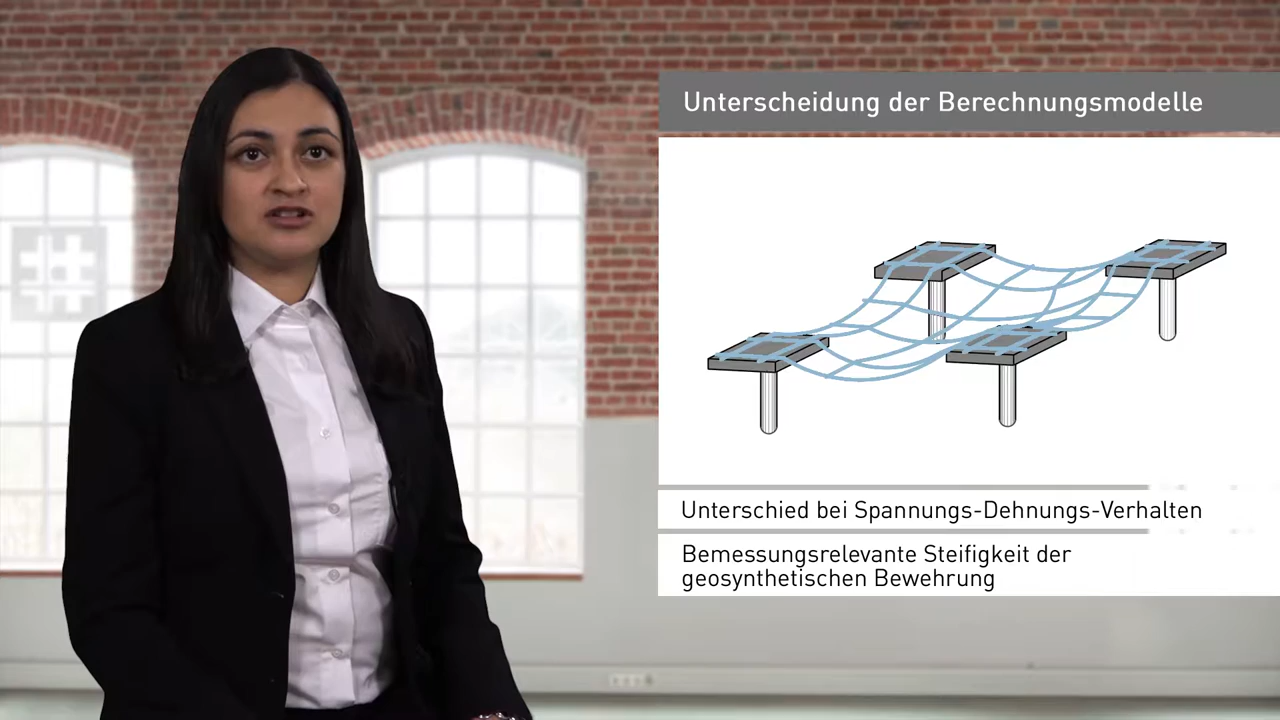 Unterscheidung der Berechnungsmodelle
Unterschied bei Spannungs-Dehnungs-Verhalten
Bemessungsrelevante Steifigkeit der
geosynthetischen Bewehrung